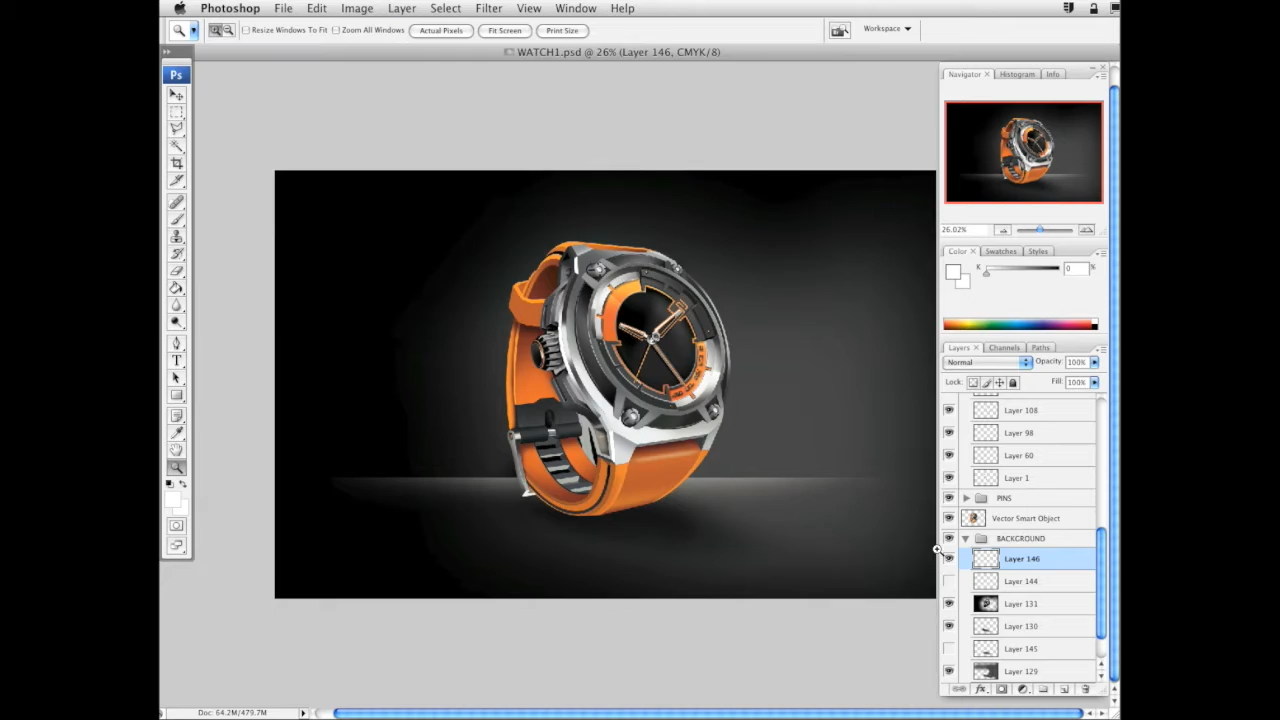 Photoshop File Edit Image Layer Select Filter View Window Help
Resize Windows To Fit Zoom All Windows Actual Pixels Fit Screen Print Size Workspace
WATCH1.psd @ 26% (Layer 146, CMYK/8)
Ps
Navigator Histogram Info
26.02%
Color Swatches Styles
K 0 %
Layers Channels Paths
Normal Opacity: 100%
Lock: Fill: 100%
Layer 108
Layer 98
Layer 60
Layer 1
PINS
Vector Smart Object
BACKGROUND
Layer 146
Layer 144
Layer 131
Layer 130
Layer 145
Layer 129
Doc: 64.2M/479.7M